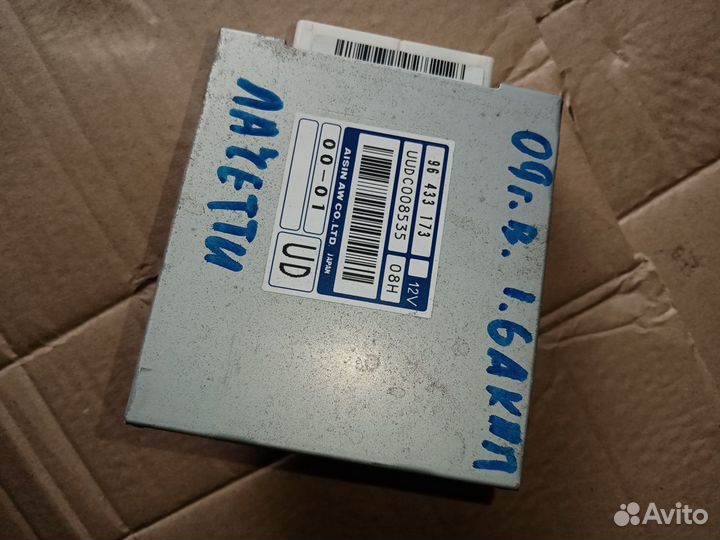 ЛАЧЕТТИ
96 433 173
12V
UUDC008535
08H
AISIN AW CO., LTD. JAPAN
00-01
UD
09г.в. 1.6АКПП
Avito